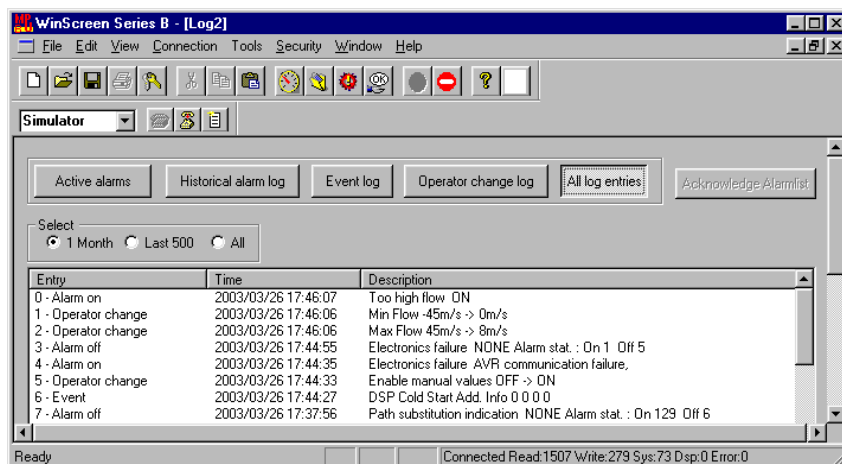 WinScreen Series B - [Log2]
File Edit View Connection Tools Security Window Help
OK
Simulator
Active alarms Historical alarm log Event log Operator change log All log entries Acknowledge Alarmlist
Select
1 Month Last 500 All
Entry Time Description
0 - Alarm on 2003/03/26 17:46:07 Too high flow ON
1 - Operator change 2003/03/26 17:46:06 Min Flow -45m/s -> 0m/s
2 - Operator change 2003/03/26 17:46:06 Max Flow 45m/s -> 8m/s
3 - Alarm off 2003/03/26 17:44:55 Electronics failure NONE Alarm stat. : On 1 Off 5
4 - Alarm on 2003/03/26 17:44:35 Electronics failure AVR communication failure,
5 - Operator change 2003/03/26 17:44:33 Enable manual values OFF -> ON
6 - Event 2003/03/26 17:44:27 DSP Cold Start Add. Info 0 0 0 0
7 - Alarm off 2003/03/26 17:37:56 Path substitution indication NONE Alarm stat. : On 129 Off 6
Ready Connected Read:1507 Write:279 Sys:73 Dsp:0 Error:0